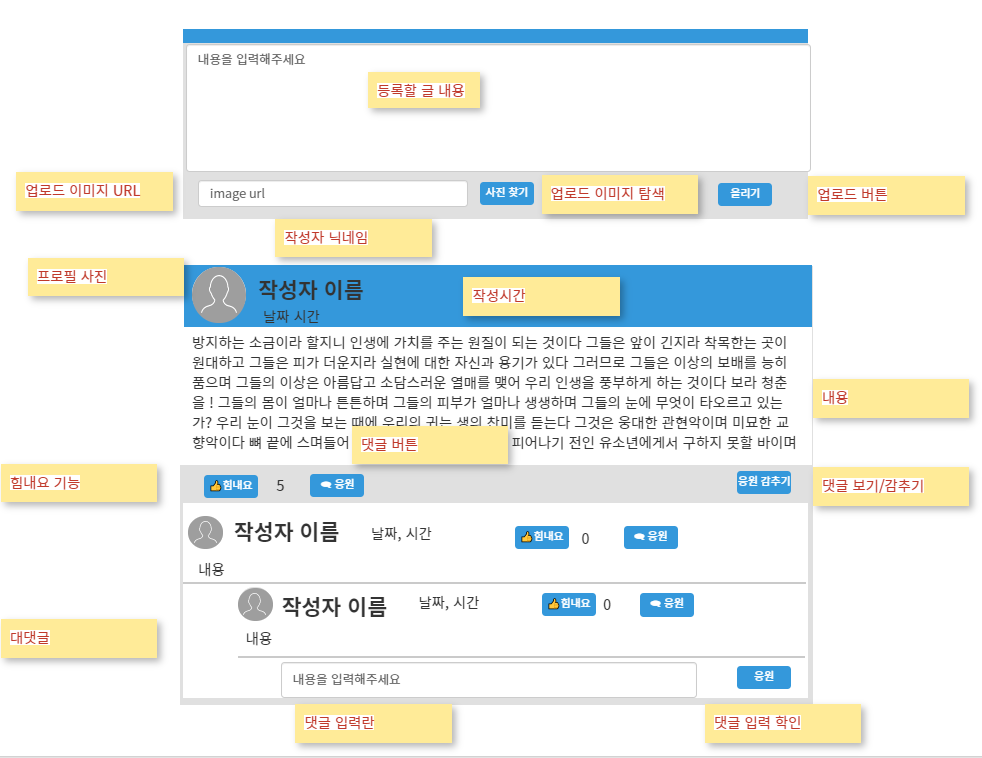 내용을 입력해주세요
등록할 글 내용
업로드 이미지 URL
image url
사진 찾기
업로드 이미지 탐색
올리기
업로드 버튼
작성자 닉네임
프로필 사진
작성자 이름
작성시간
날짜 시간
방지하는 소금이라 할지니 인생에 가치를 주는 원질이 되는 것이다 그들은 앞이 긴지라 착목한는 곳이
원대하고 그들은 피가 더운지라 실현에 대한 자신과 용기가 있다 그러므로 그들은 이상의 보배를 능히
품으며 그들의 이상은 아름답고 소담스러운 열매를 맺어 우리 인생을 풍부하게 하는 것이다 보라 청춘
을 ! 그들의 몸이 얼마나 튼튼하며 그들의 피부가 얼마나 생생하며 그들의 눈에 무엇이 타오르고 있는
내용
가? 우리 눈이 그것을 보는 때에 우리의 귀는 생의 찬미를 듣는다 그것은 웅대한 관현악이며 미묘한 교
향악이다 뼈 끝에 스며들어 피어나기 전인 유소년에게서 구하지 못할 바이며
댓글 버튼
힘내요 기능
힘내요 5 응원
응원 감추기
댓글 보기/감추기
작성자 이름 날짜, 시간 힘내요 0 응원
내용
작성자 이름 날짜, 시간 힘내요 0 응원
대댓글
내용
내용을 입력해주세요
응원
댓글 입력란
댓글 입력 확인